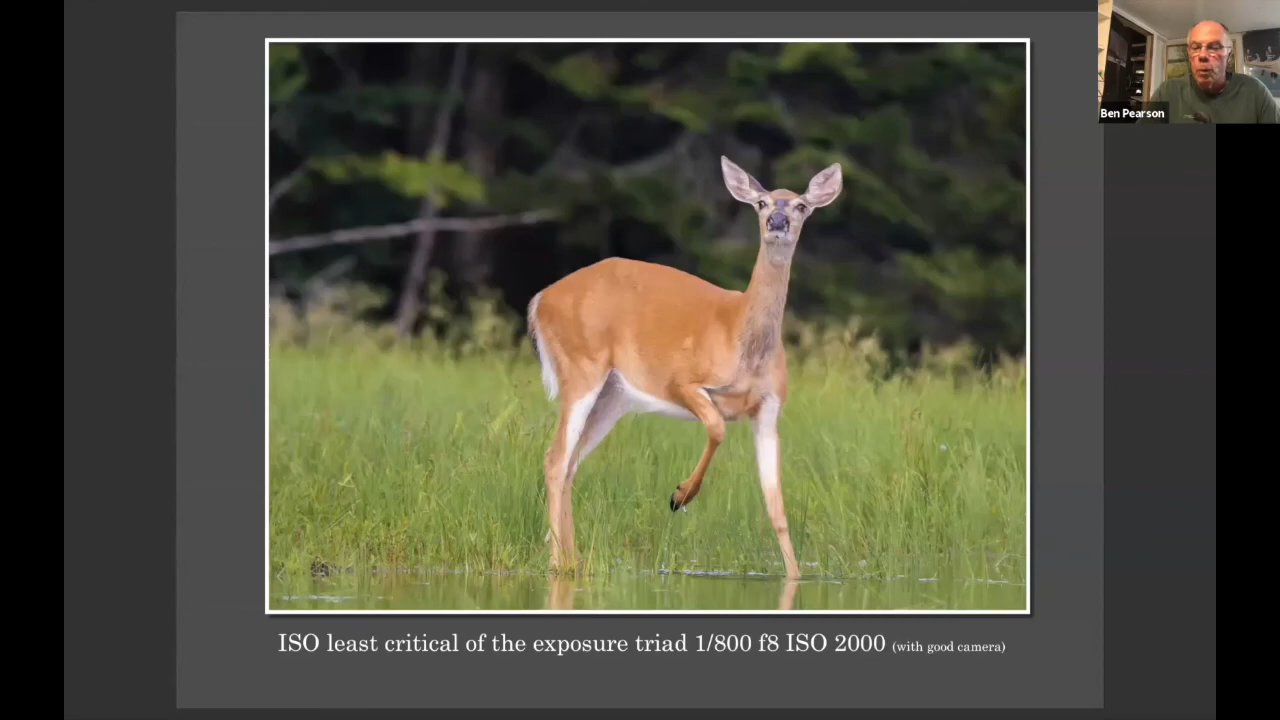 Ben Pearson
ISO least critical of the exposure triad 1/800 f8 ISO 2000 (with good camera)